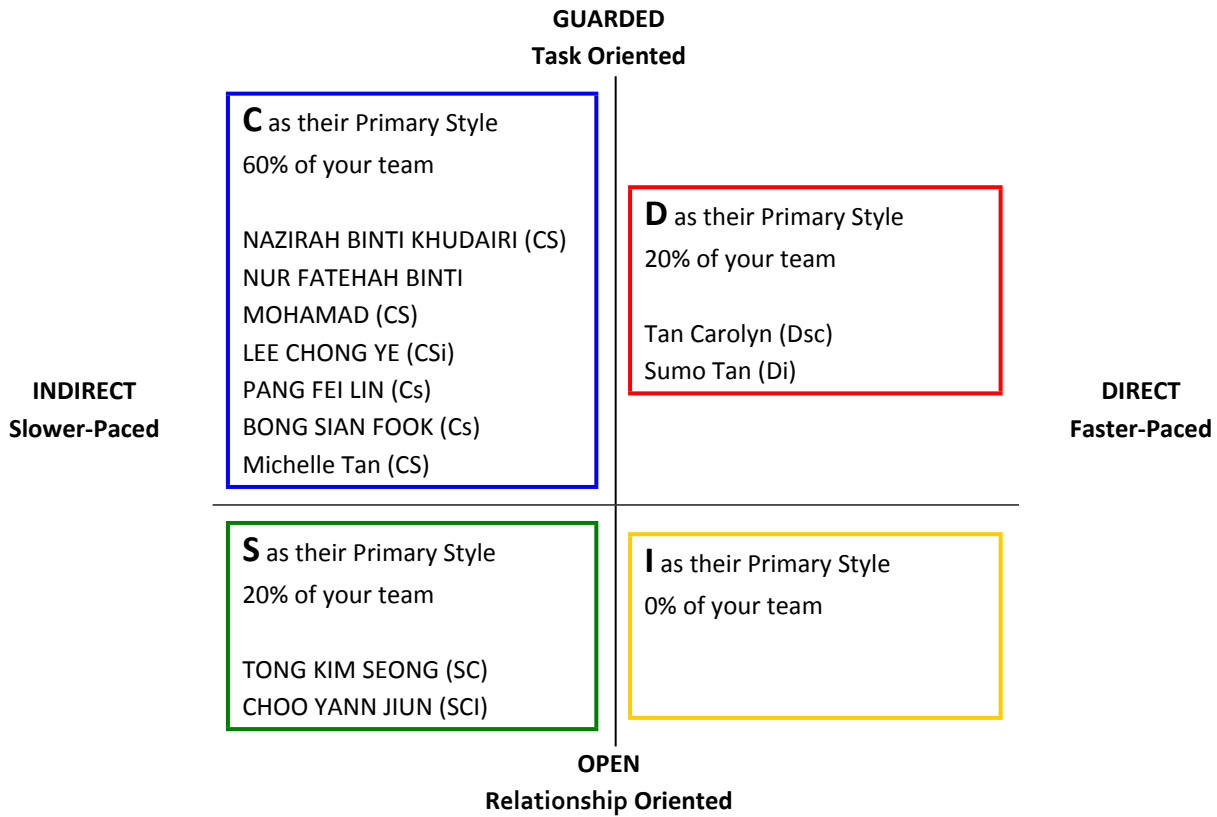 GUARDED
Task Oriented
C as their Primary Style
60% of your team
NAZIRAH BINTI KHUDAIRI (CS)
NUR FATEHAH BINTI
MOHAMAD (CS)
LEE CHONG YE (CSi)
PANG FEI LIN (Cs)
BONG SIAN FOOK (Cs)
Michelle Tan (CS)
D as their Primary Style
20% of your team
Tan Carolyn (Dsc)
Sumo Tan (Di)
INDIRECT
Slower-Paced
DIRECT
Faster-Paced
S as their Primary Style
20% of your team
TONG KIM SEONG (SC)
CHOO YANN JIUN (SCI)
I as their Primary Style
0% of your team
OPEN
Relationship Oriented